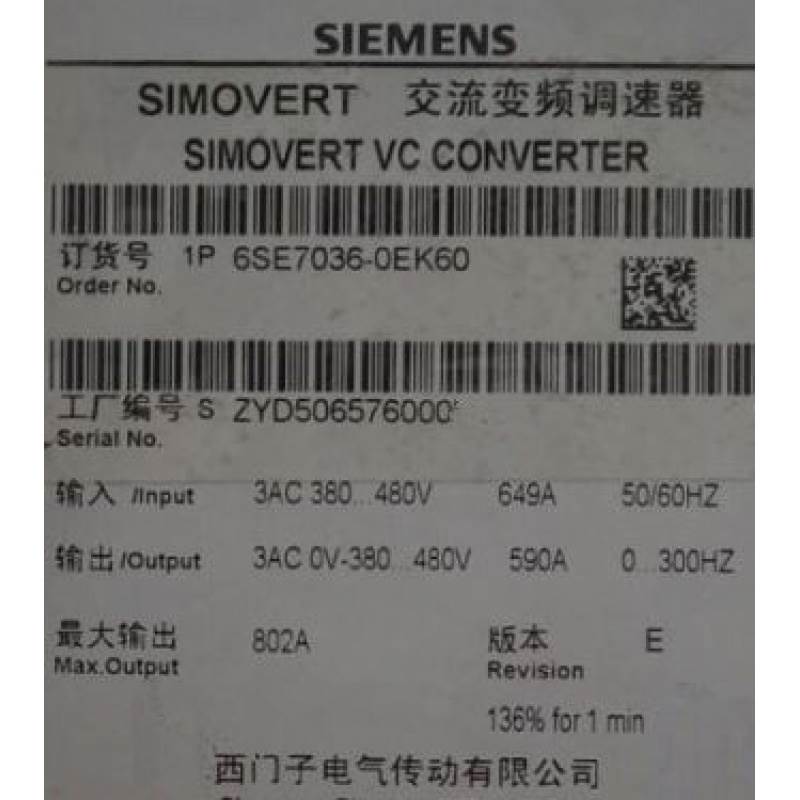 SIEMENS
SIMOVERT 交流变频调速器
SIMOVERT VC CONVERTER
订货号 1P 6SE7036-0EK60
Order No.
工厂编号 S ZYD506576000
Serial No.
输入 /Input 3AC 380...480V 649A 50/60HZ
输出 /Output 3AC 0V-380...480V 590A 0...300HZ
最大输出 802A 版本 E
Max.Output Revision
136% for 1 min
西门子电气传动有限公司